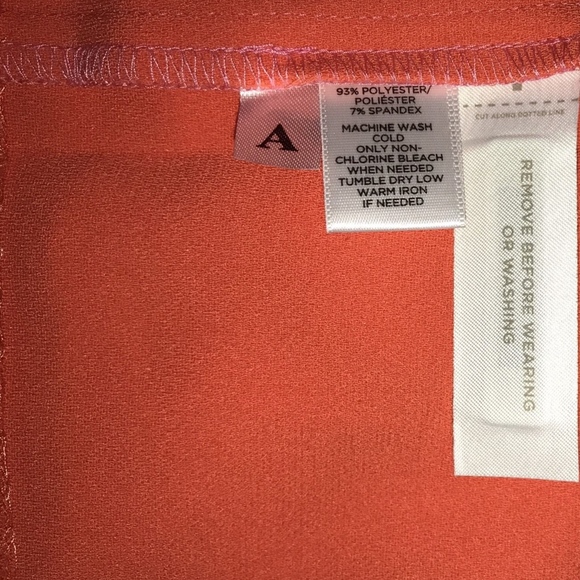 A
93% POLYESTER/
POLIÉSTER
7% SPANDEX
MACHINE WASH
COLD
ONLY NON-
CHLORINE BLEACH
WHEN NEEDED
TUMBLE DRY LOW
WARM IRON
IF NEEDED
CUT ALONG DOTTED LINE
REMOVE BEFORE WEARING
OR WASHING